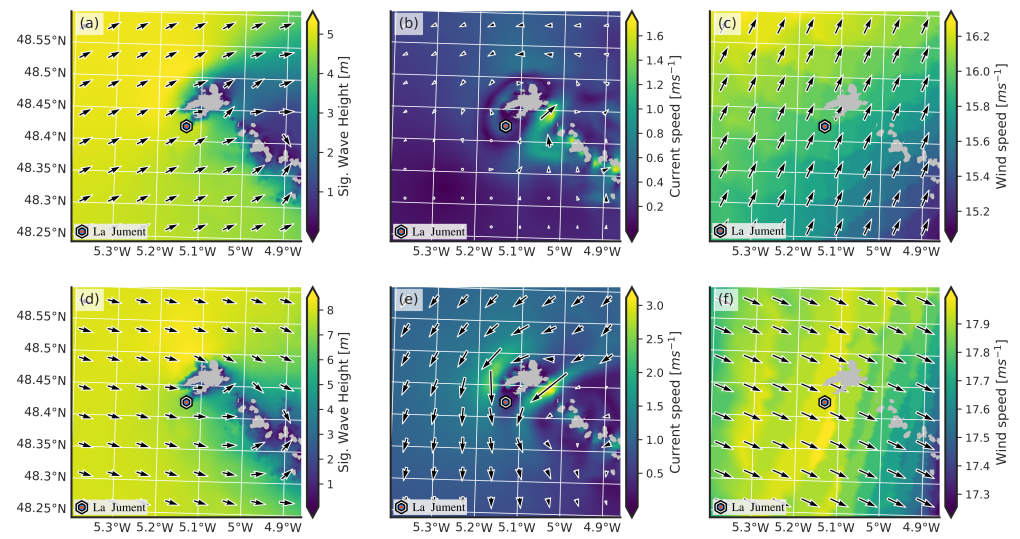 (a)
48.55°N
48.5°N
48.45°N
48.4°N
48.35°N
48.3°N
48.25°N
5.3°W 5.2°W 5.1°W 5°W 4.9°W
La Jument
5
4
3
2
1
Sig. Wave Height [m]
(b)
5.3°W 5.2°W 5.1°W 5°W 4.9°W
La Jument
1.6
1.4
1.2
1.0
0.8
0.6
0.4
0.2
Current speed [ms⁻¹]
(c)
5.3°W 5.2°W 5.1°W 5°W 4.9°W
La Jument
16.2
16.0
15.8
15.6
15.4
15.2
Wind speed [ms⁻¹]
(d)
48.55°N
48.5°N
48.45°N
48.4°N
48.35°N
48.3°N
48.25°N
5.3°W 5.2°W 5.1°W 5°W 4.9°W
La Jument
8
7
6
5
4
3
2
1
Sig. Wave Height [m]
(e)
5.3°W 5.2°W 5.1°W 5°W 4.9°W
La Jument
3.0
2.5
2.0
1.5
1.0
0.5
Current speed [ms⁻¹]
(f)
5.3°W 5.2°W 5.1°W 5°W 4.9°W
La Jument
17.9
17.8
17.7
17.6
17.5
17.4
17.3
Wind speed [ms⁻¹]